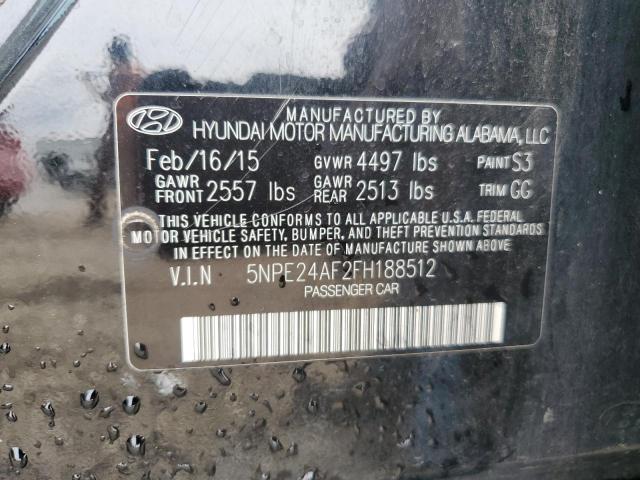 MANUFACTURED BY
HYUNDAI MOTOR MANUFACTURING ALABAMA, LLC
Feb/16/15 GVWR 4497 lbs PAINT S3
GAWR FRONT 2557 lbs GAWR REAR 2513 lbs TRIM GG
THIS VEHICLE CONFORMS TO ALL APPLICABLE U.S.A. FEDERAL
MOTOR VEHICLE SAFETY, BUMPER, AND THEFT PREVENTION STANDARDS
IN EFFECT ON THE DATE OF MANUFACTURE SHOWN ABOVE.
V.I.N 5NPE24AF2FH188512
PASSENGER CAR